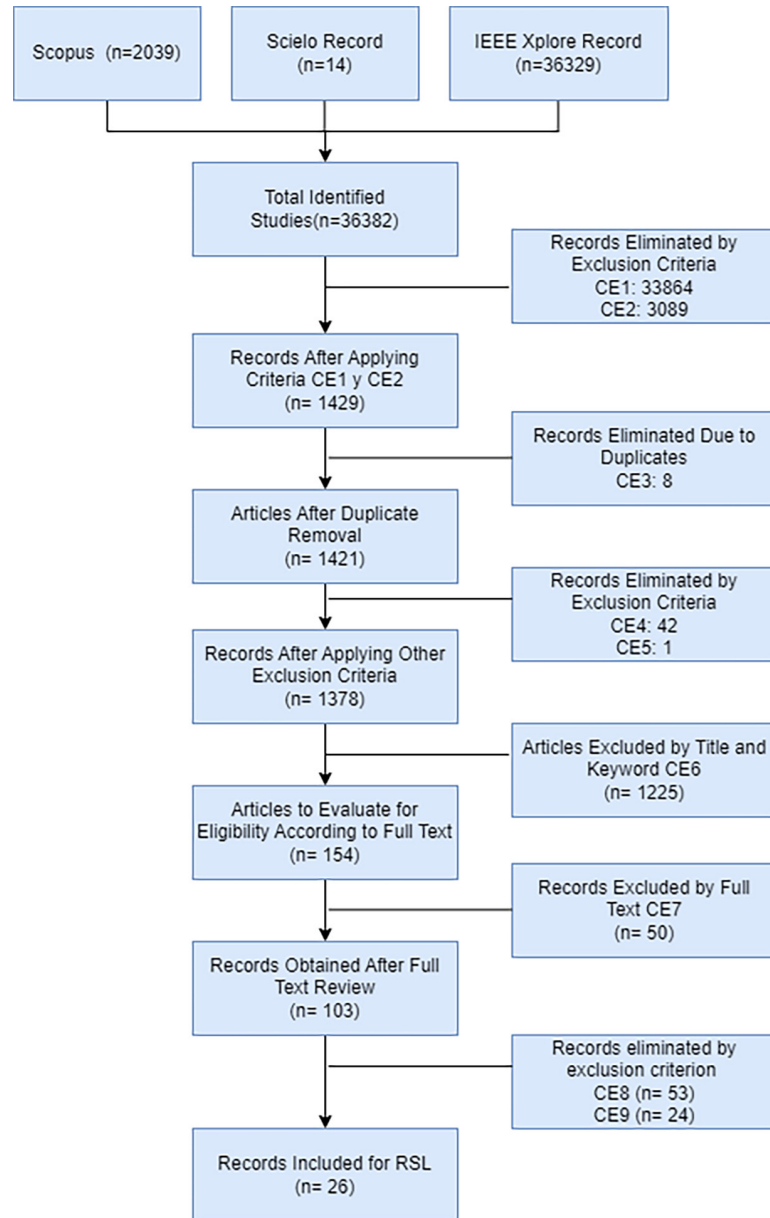 Scopus (n=2039)
Scielo Record
(n=14)
IEEE Xplore Record
(n=36329)
Total Identified
Studies(n=36382)
Records Eliminated by
Exclusion Criteria
CE1: 33864
CE2: 3089
Records After Applying
Criteria CE1 y CE2
(n= 1429)
Records Eliminated Due to
Duplicates
CE3: 8
Articles After Duplicate
Removal
(n= 1421)
Records Eliminated by
Exclusion Criteria
CE4: 42
CE5: 1
Records After Applying Other
Exclusion Criteria
(n= 1378)
Articles Excluded by Title and
Keyword CE6
(n= 1225)
Articles to Evaluate for
Eligibility According to Full Text
(n= 154)
Records Excluded by Full
Text CE7
(n= 50)
Records Obtained After Full
Text Review
(n= 103)
Records eliminated by
exclusion criterion
CE8 (n= 53)
CE9 (n= 24)
Records Included for RSL
(n= 26)